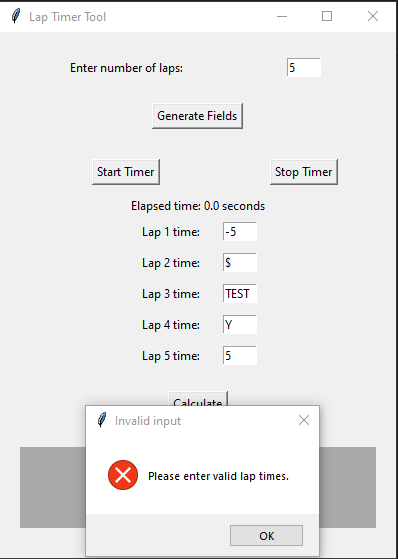 Lap Timer Tool
Enter number of laps: 5
Generate Fields
Start Timer Stop Timer
Elapsed time: 0.0 seconds
Lap 1 time: -5
Lap 2 time: $
Lap 3 time: TEST
Lap 4 time: Y
Lap 5 time: 5
Calculate
Invalid input
Please enter valid lap times.
OK